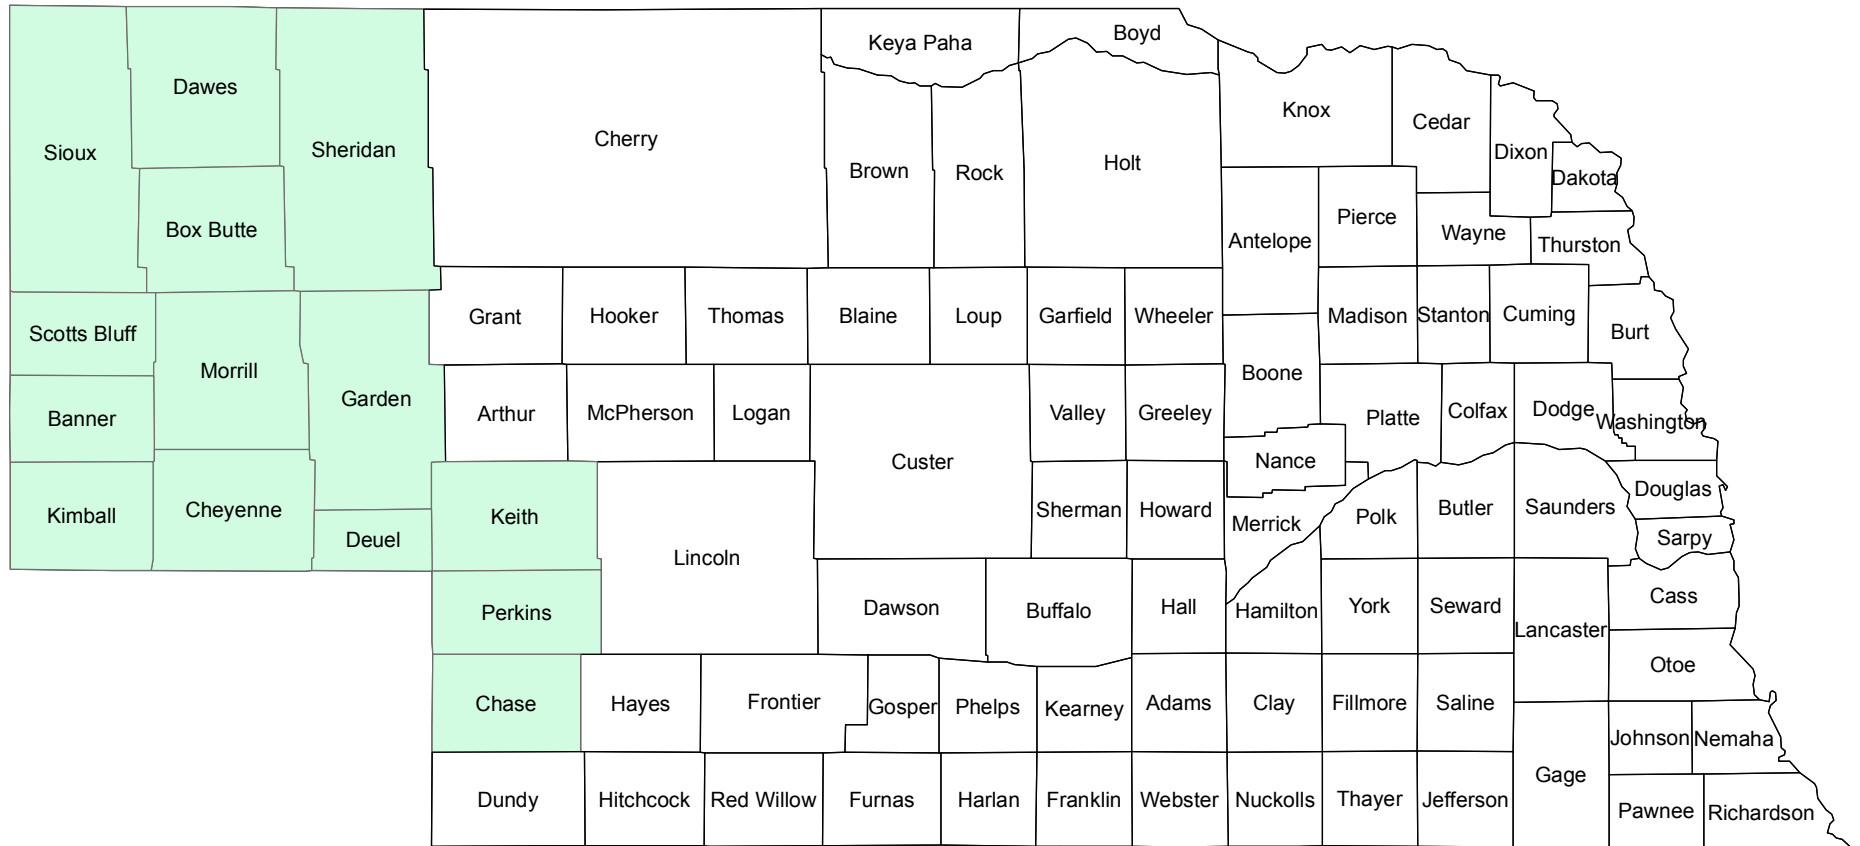 Keya Paha
Boyd
Dawes
Knox
Cedar
Sioux
Sheridan
Cherry
Brown
Rock
Holt
Dixon
Dakota
Box Butte
Antelope
Pierce
Wayne
Thurston
Grant
Hooker
Thomas
Blaine
Loup
Garfield
Wheeler
Madison
Stanton
Cuming
Burt
Scotts Bluff
Morrill
Garden
Boone
Banner
Arthur
McPherson
Logan
Valley
Greeley
Platte
Colfax
Dodge
Washington
Custer
Nance
Kimball
Cheyenne
Keith
Sherman
Howard
Merrick
Polk
Butler
Saunders
Douglas
Deuel
Lincoln
Sarpy
Perkins
Dawson
Buffalo
Hall
Hamilton
York
Seward
Lancaster
Cass
Otoe
Chase
Hayes
Frontier
Gosper
Phelps
Kearney
Adams
Clay
Fillmore
Saline
Johnson
Nemaha
Gage
Dundy
Hitchcock
Red Willow
Furnas
Harlan
Franklin
Webster
Nuckolls
Thayer
Jefferson
Pawnee
Richardson